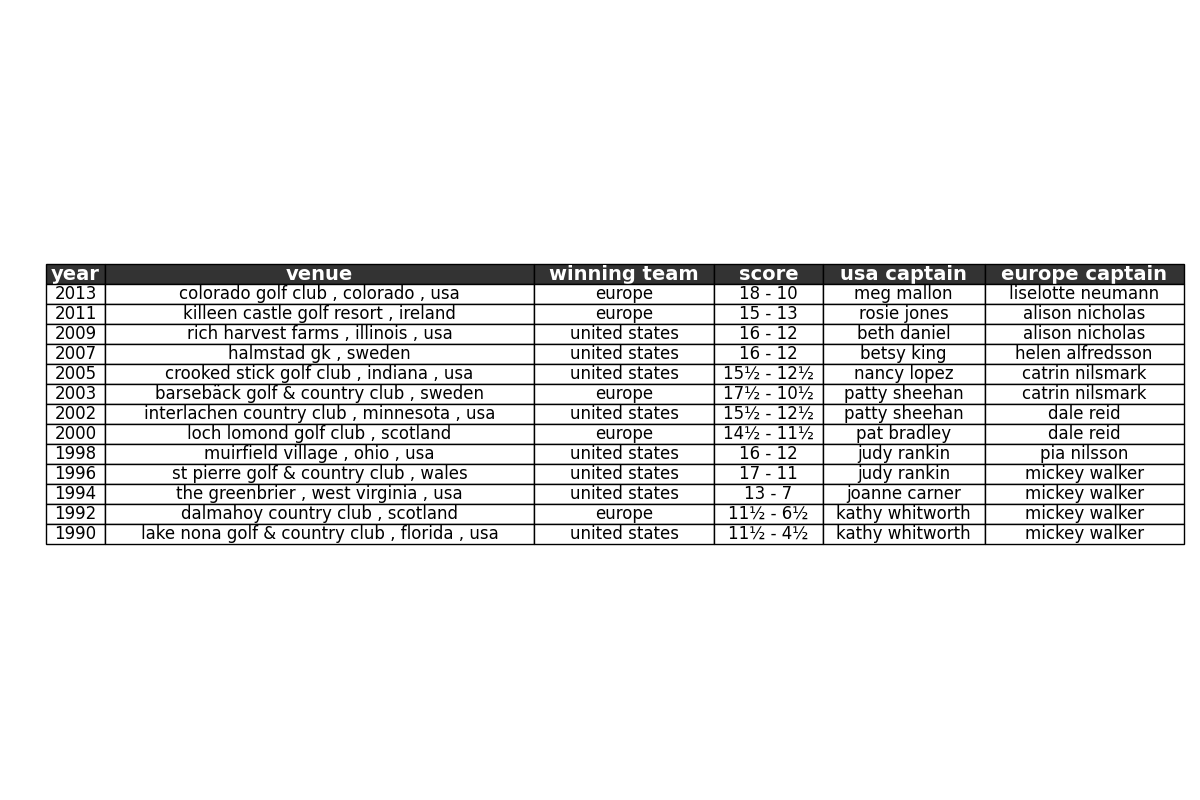 year venue winning team score usa captain europe captain
2013 colorado golf club , colorado , usa europe 18 - 10 meg mallon liselotte neumann
2011 killeen castle golf resort , ireland europe 15 - 13 rosie jones alison nicholas
2009 rich harvest farms , illinois , usa united states 16 - 12 beth daniel alison nicholas
2007 halmstad gk , sweden united states 16 - 12 betsy king helen alfredsson
2005 crooked stick golf club , indiana , usa united states 15½ - 12½ nancy lopez catrin nilsmark
2003 barsebäck golf & country club , sweden europe 17½ - 10½ patty sheehan catrin nilsmark
2002 interlachen country club , minnesota , usa united states 15½ - 12½ patty sheehan dale reid
2000 loch lomond golf club , scotland europe 14½ - 11½ pat bradley dale reid
1998 muirfield village , ohio , usa united states 16 - 12 judy rankin pia nilsson
1996 st pierre golf & country club , wales united states 17 - 11 judy rankin mickey walker
1994 the greenbrier , west virginia , usa united states 13 - 7 joanne carner mickey walker
1992 dalmahoy country club , scotland europe 11½ - 6½ kathy whitworth mickey walker
1990 lake nona golf & country club , florida , usa united states 11½ - 4½ kathy whitworth mickey walker